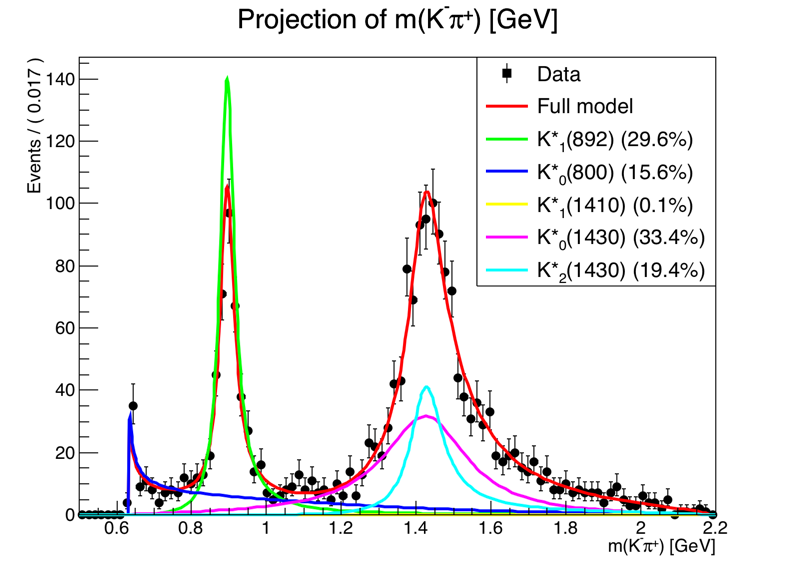 Projection of m(K⁻π⁺) [GeV]
Events / ( 0.017 )
140
120
100
80
60
40
20
0
Data
Full model
K*₁(892) (29.6%)
K*₀(800) (15.6%)
K*₁(1410) (0.1%)
K*₀(1430) (33.4%)
K*₂(1430) (19.4%)
0.6 0.8 1 1.2 1.4 1.6 1.8 2 2.2
m(K⁻π⁺) [GeV]